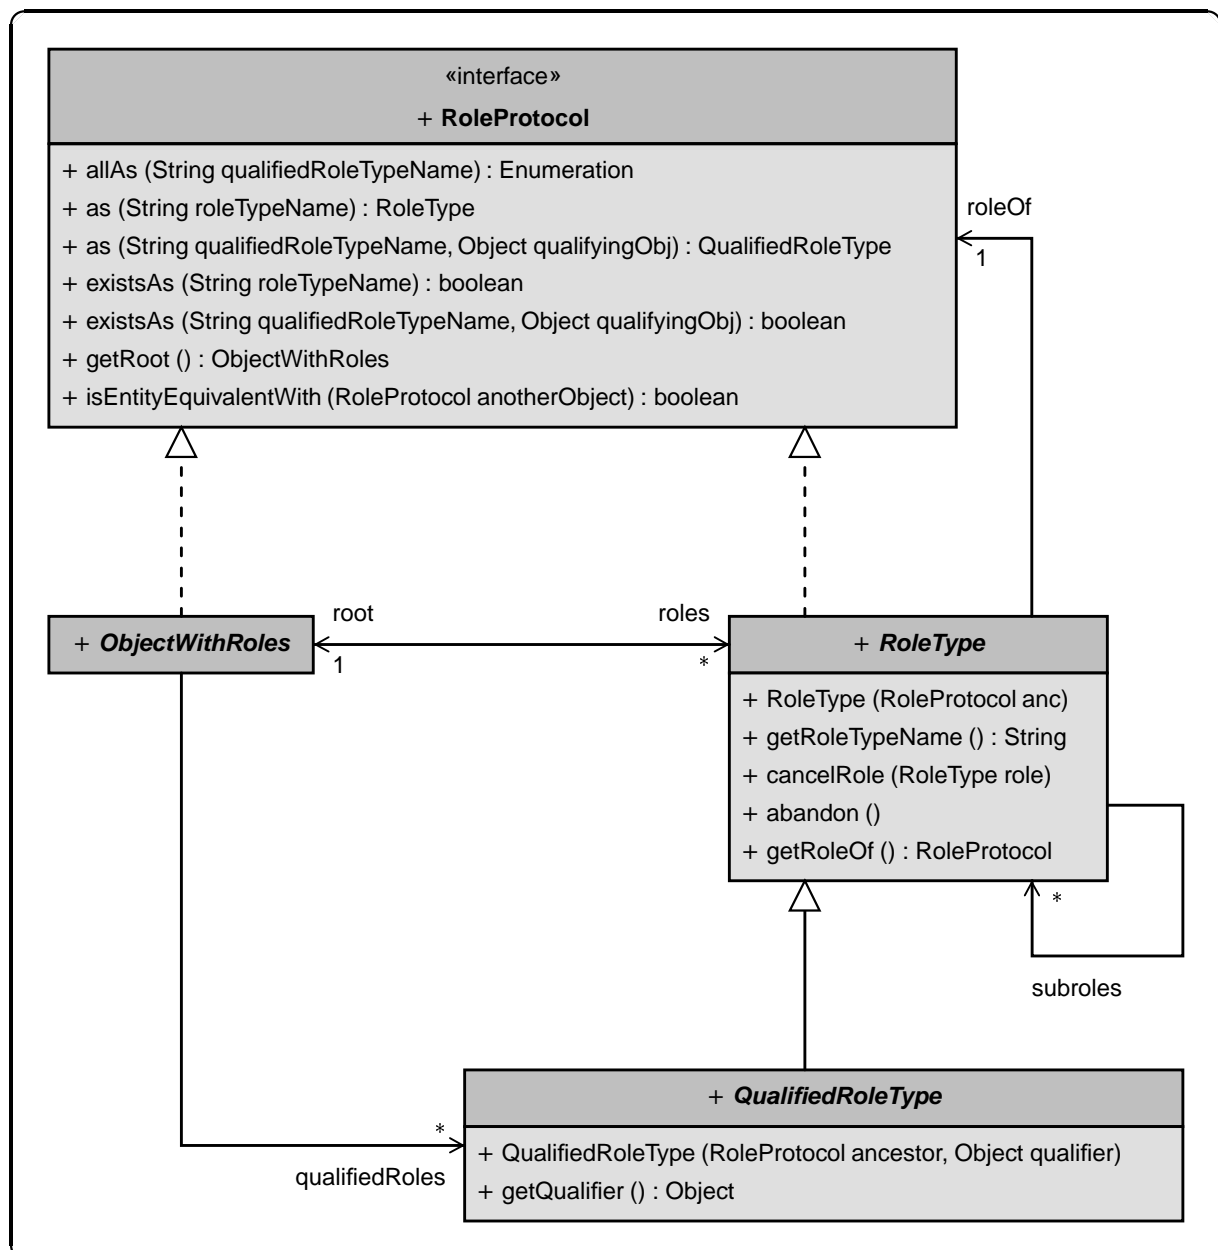 «interface»
+ RoleProtocol
+ allAs (String qualifiedRoleTypeName) : Enumeration
+ as (String roleTypeName) : RoleType
+ as (String qualifiedRoleTypeName, Object qualifyingObj) : QualifiedRoleType
+ existsAs (String roleTypeName) : boolean
+ existsAs (String qualifiedRoleTypeName, Object qualifyingObj) : boolean
+ getRoot () : ObjectWithRoles
+ isEntityEquivalentWith (RoleProtocol anotherObject) : boolean
roleOf
1
+ ObjectWithRoles
root
1
roles
*
+ RoleType
+ RoleType (RoleProtocol anc)
+ getRoleTypeName () : String
+ cancelRole (RoleType role)
+ abandon ()
+ getRoleOf () : RoleProtocol
*
subroles
+ QualifiedRoleType
+ QualifiedRoleType (RoleProtocol ancestor, Object qualifier)
+ getQualifier () : Object
*
qualifiedRoles